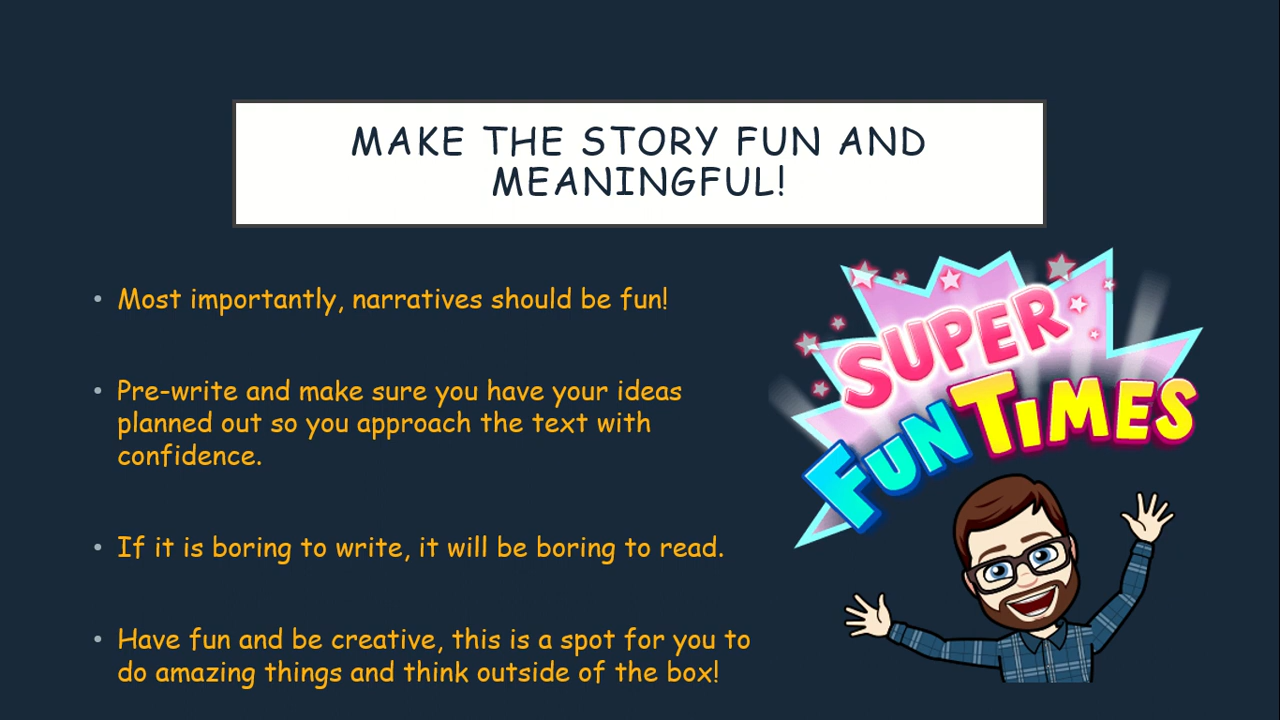 MAKE THE STORY FUN AND
MEANINGFUL!
• Most importantly, narratives should be fun!
• Pre-write and make sure you have your ideas
planned out so you approach the text with
confidence.
• If it is boring to write, it will be boring to read.
• Have fun and be creative, this is a spot for you to
do amazing things and think outside of the box!
SUPER
FUN TIMES